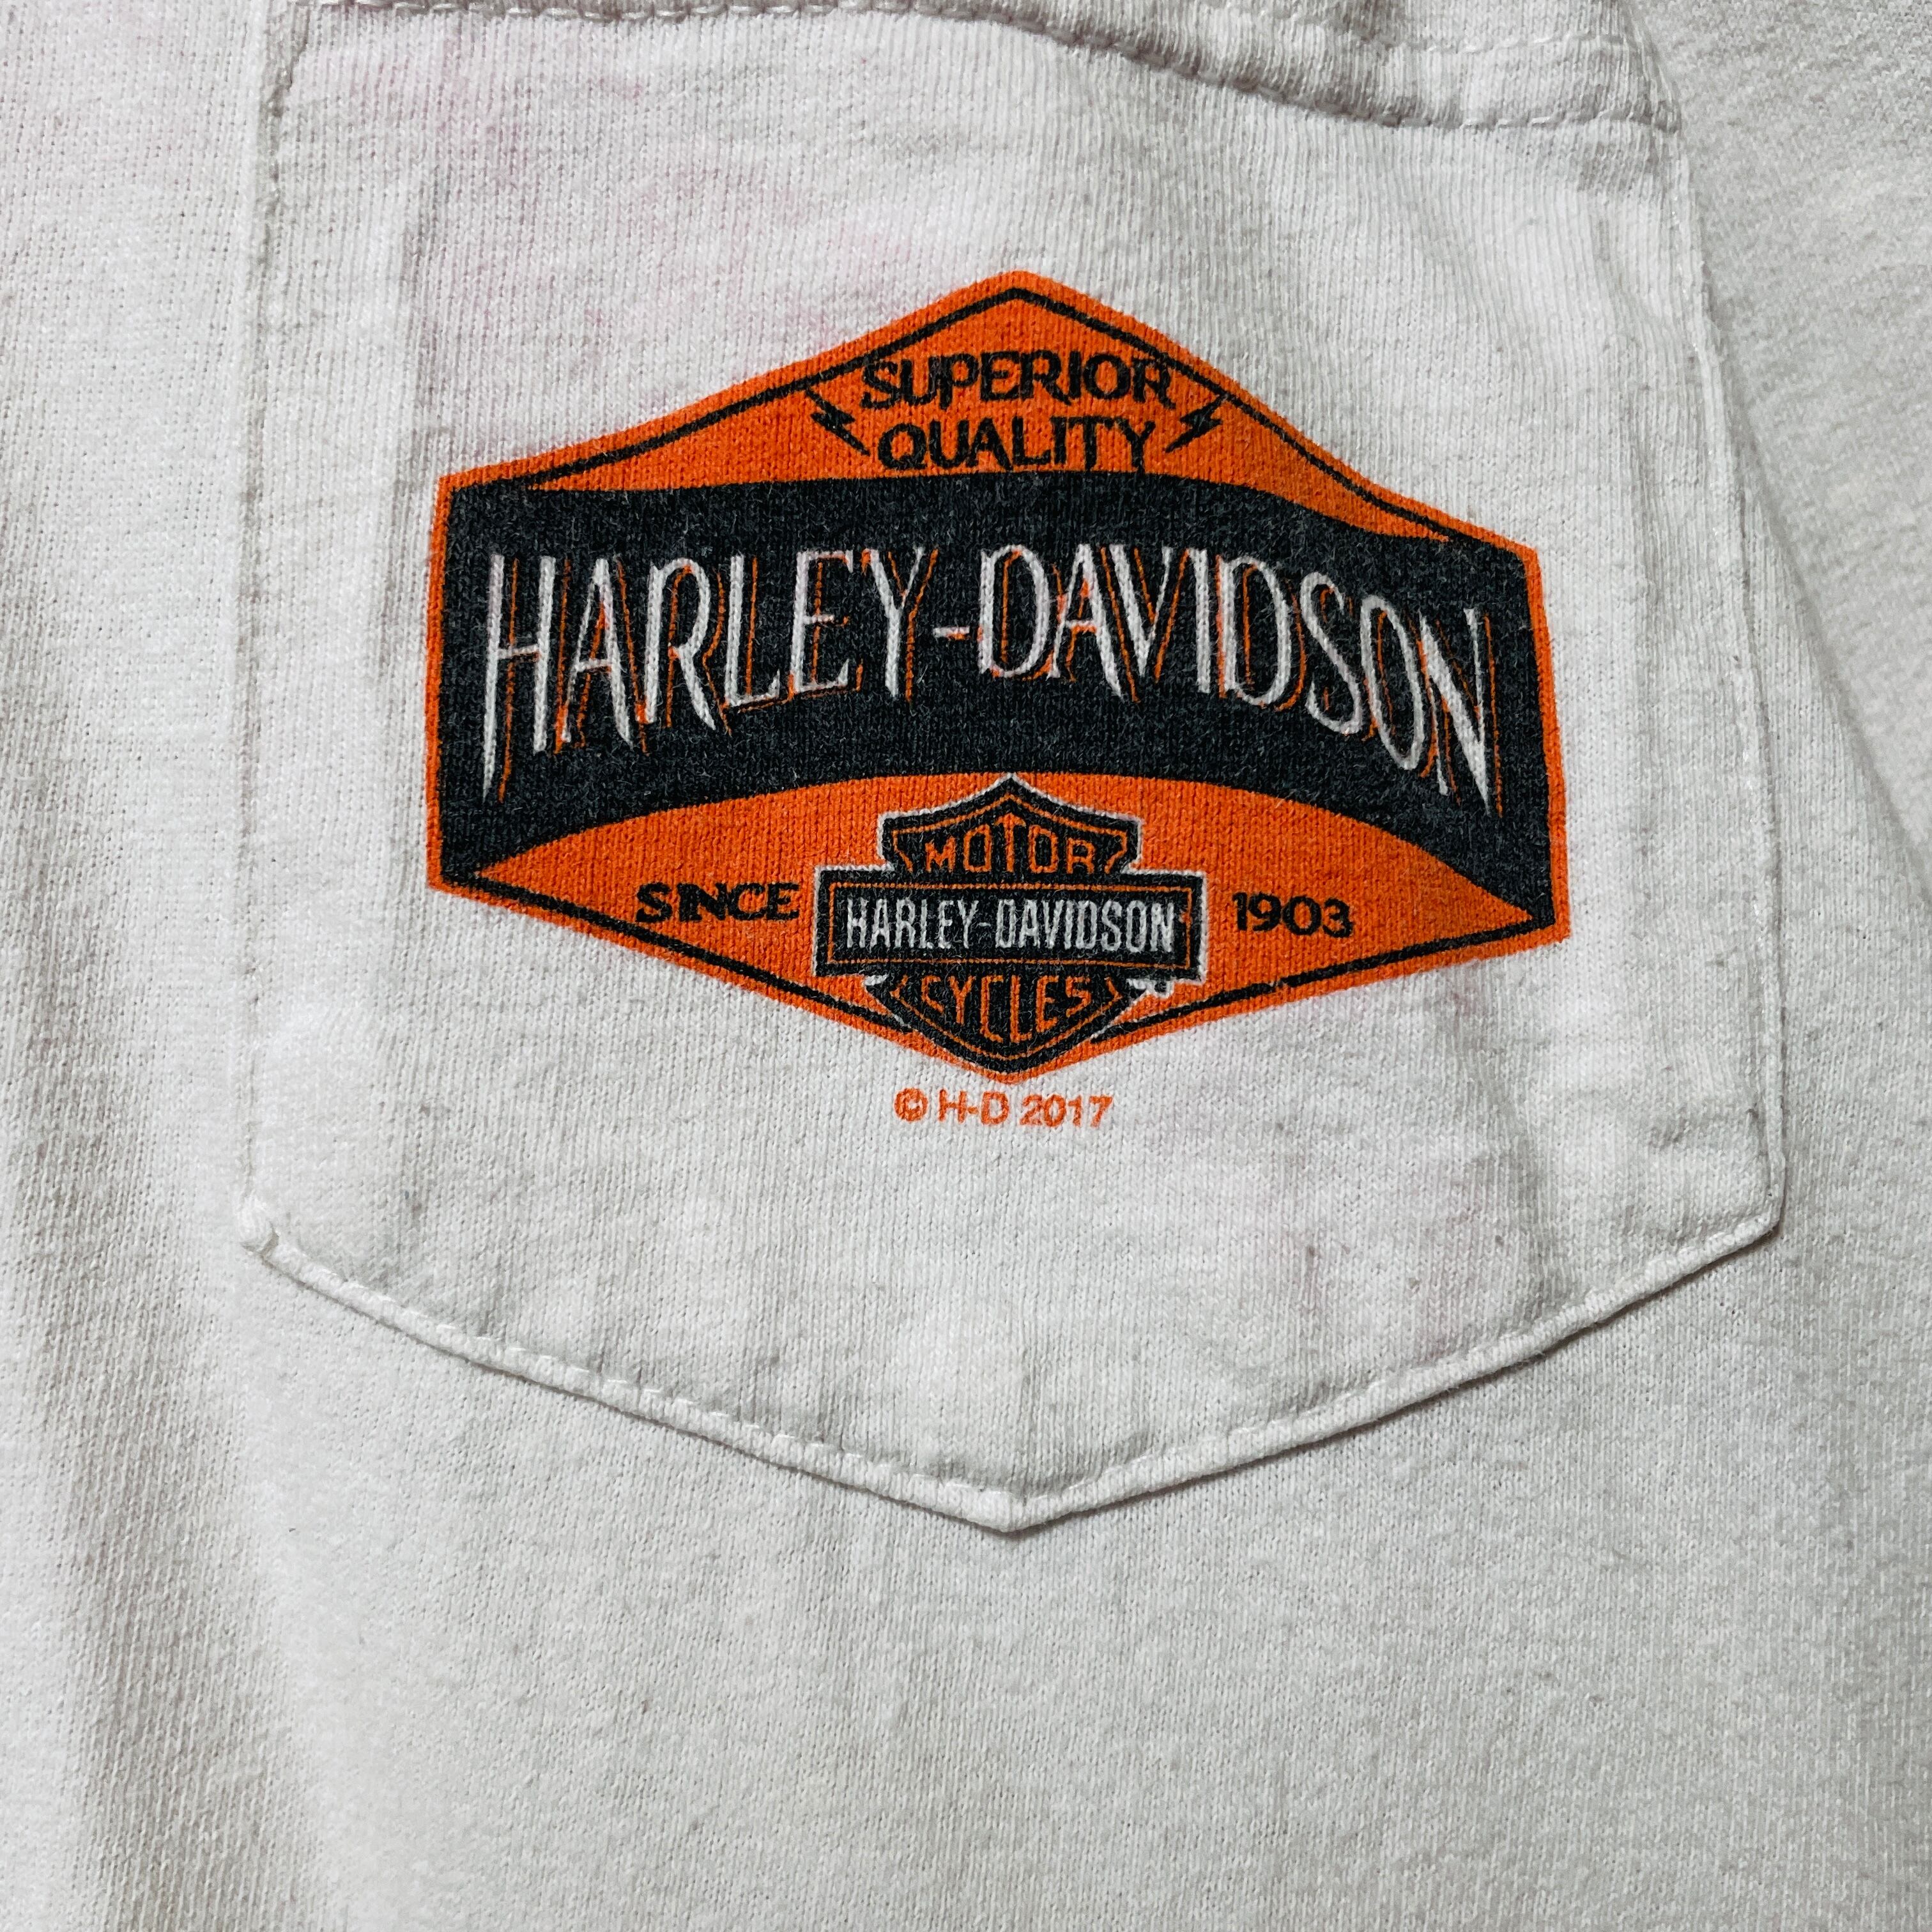 SUPERIOR
QUALITY
HARLEY-DAVIDSON
MOTOR
SINCE HARLEY-DAVIDSON 1903
CYCLES
© H-D 2017